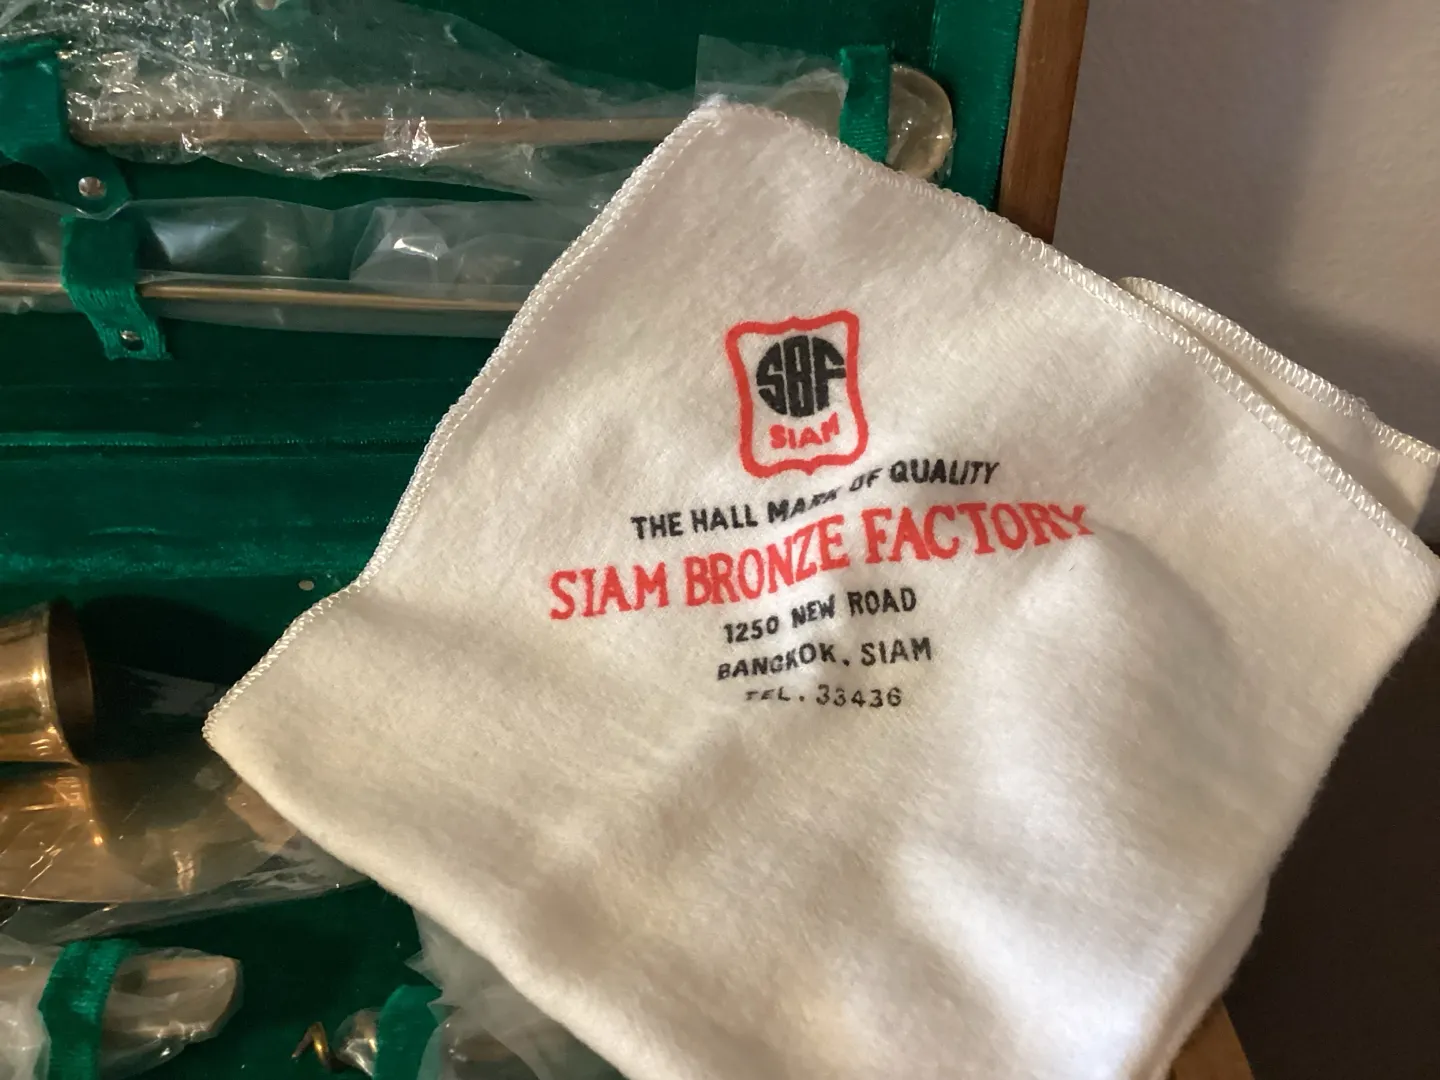 SBF
SIAM
THE HALL MARK OF QUALITY
SIAM BRONZE FACTORY
1250 NEW ROAD
BANGKOK, SIAM
TEL. 33436